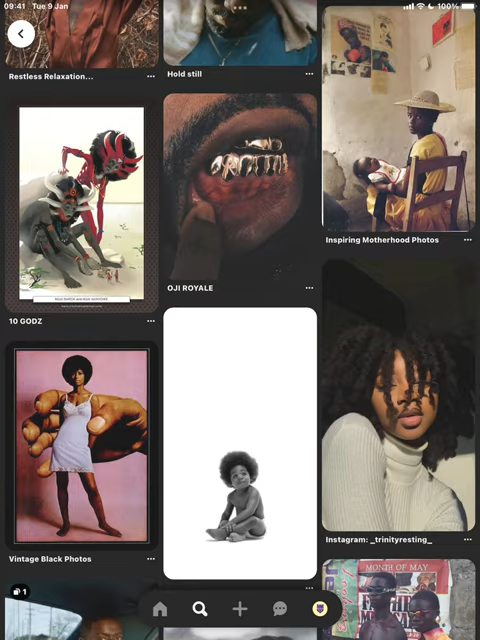 09:41 Tue 9 Jan
100%
Restless Relaxation...
Hold still
Inspiring Motherhood Photos
OJI ROYALE
10 GODZ
Instagram: _trinityresting_
Vintage Black Photos
1
MONTH OF MAY